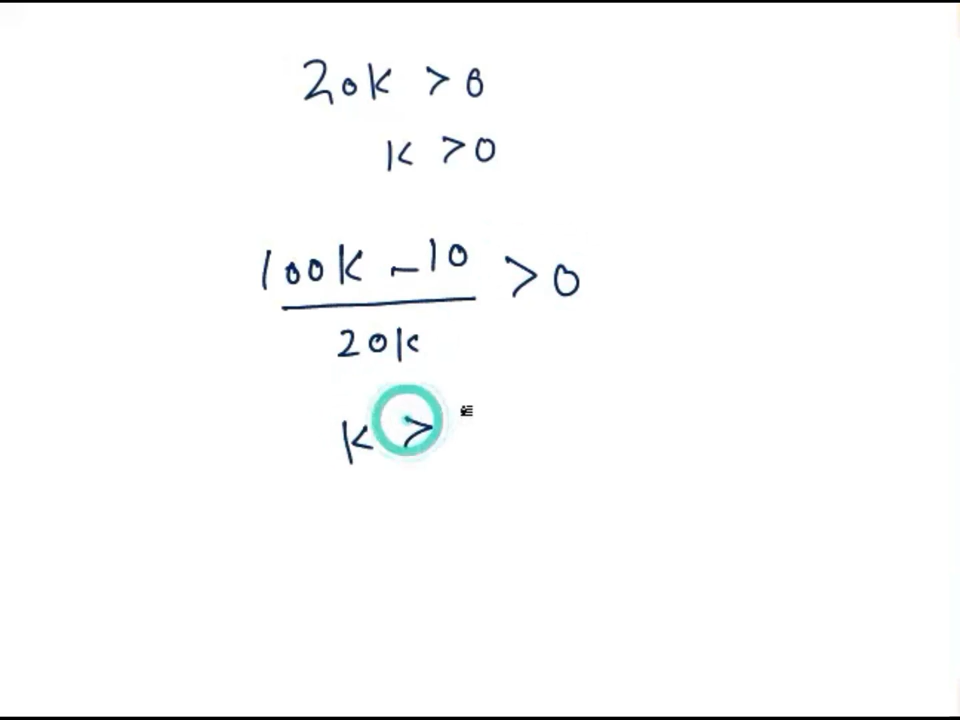 20k > 0
k > 0
100k - 10 > 0
20k
k >